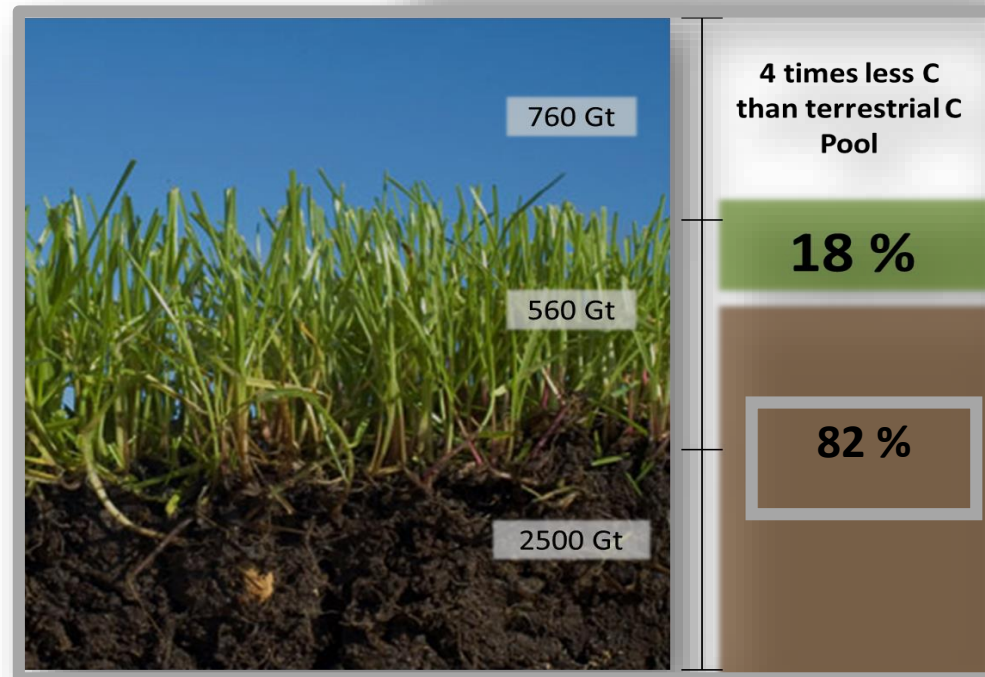 760 Gt
560 Gt
2500 Gt
4 times less C
than terrestrial C
Pool
18 %
82 %